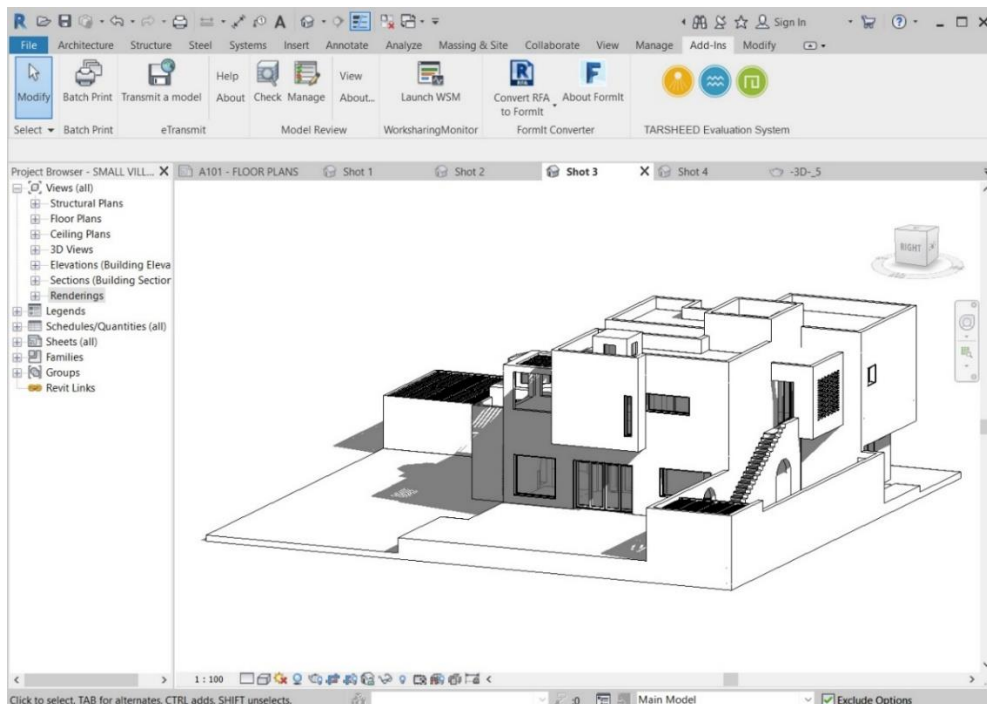 R A Sign In ?
File Architecture Structure Steel Systems Insert Annotate Analyze Massing & Site Collaborate View Manage Add-Ins Modify
Modify Batch Print Transmit a model Help About Check Manage View About... Launch WSM Convert RFA to FormIt About FormIt
RFA
Select Batch Print eTransmit Model Review WorksharingMonitor FormIt Converter TARSHEED Evaluation System
Project Browser - SMALL VILL... X A101 - FLOOR PLANS Shot 1 Shot 2 Shot 3 X Shot 4 -3D-_5
Views (all)
Structural Plans
Floor Plans
Ceiling Plans
3D Views
Elevations (Building Eleva
Sections (Building Section
Renderings
Legends
Schedules/Quantities (all)
Sheets (all)
Families
Groups
Revit Links
RIGHT
1 : 100
Click to select, TAB for alternates, CTRL adds, SHIFT unselects. :0 Main Model Exclude Options